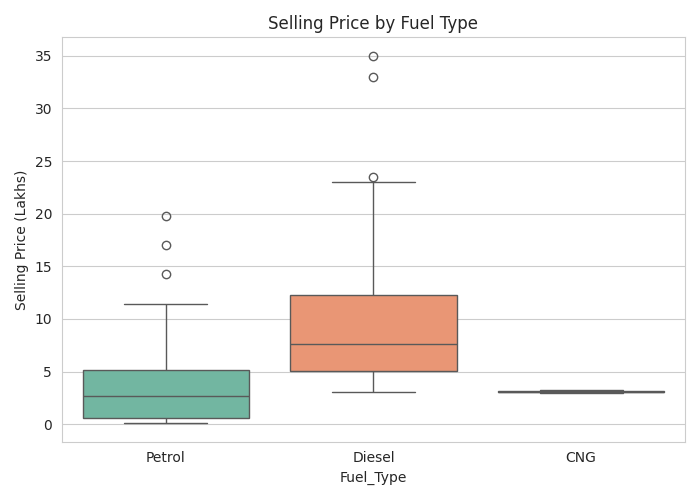 Selling Price by Fuel Type
Selling Price (Lakhs)
35
30
25
20
15
10
5
0
Petrol
Diesel
CNG
Fuel_Type